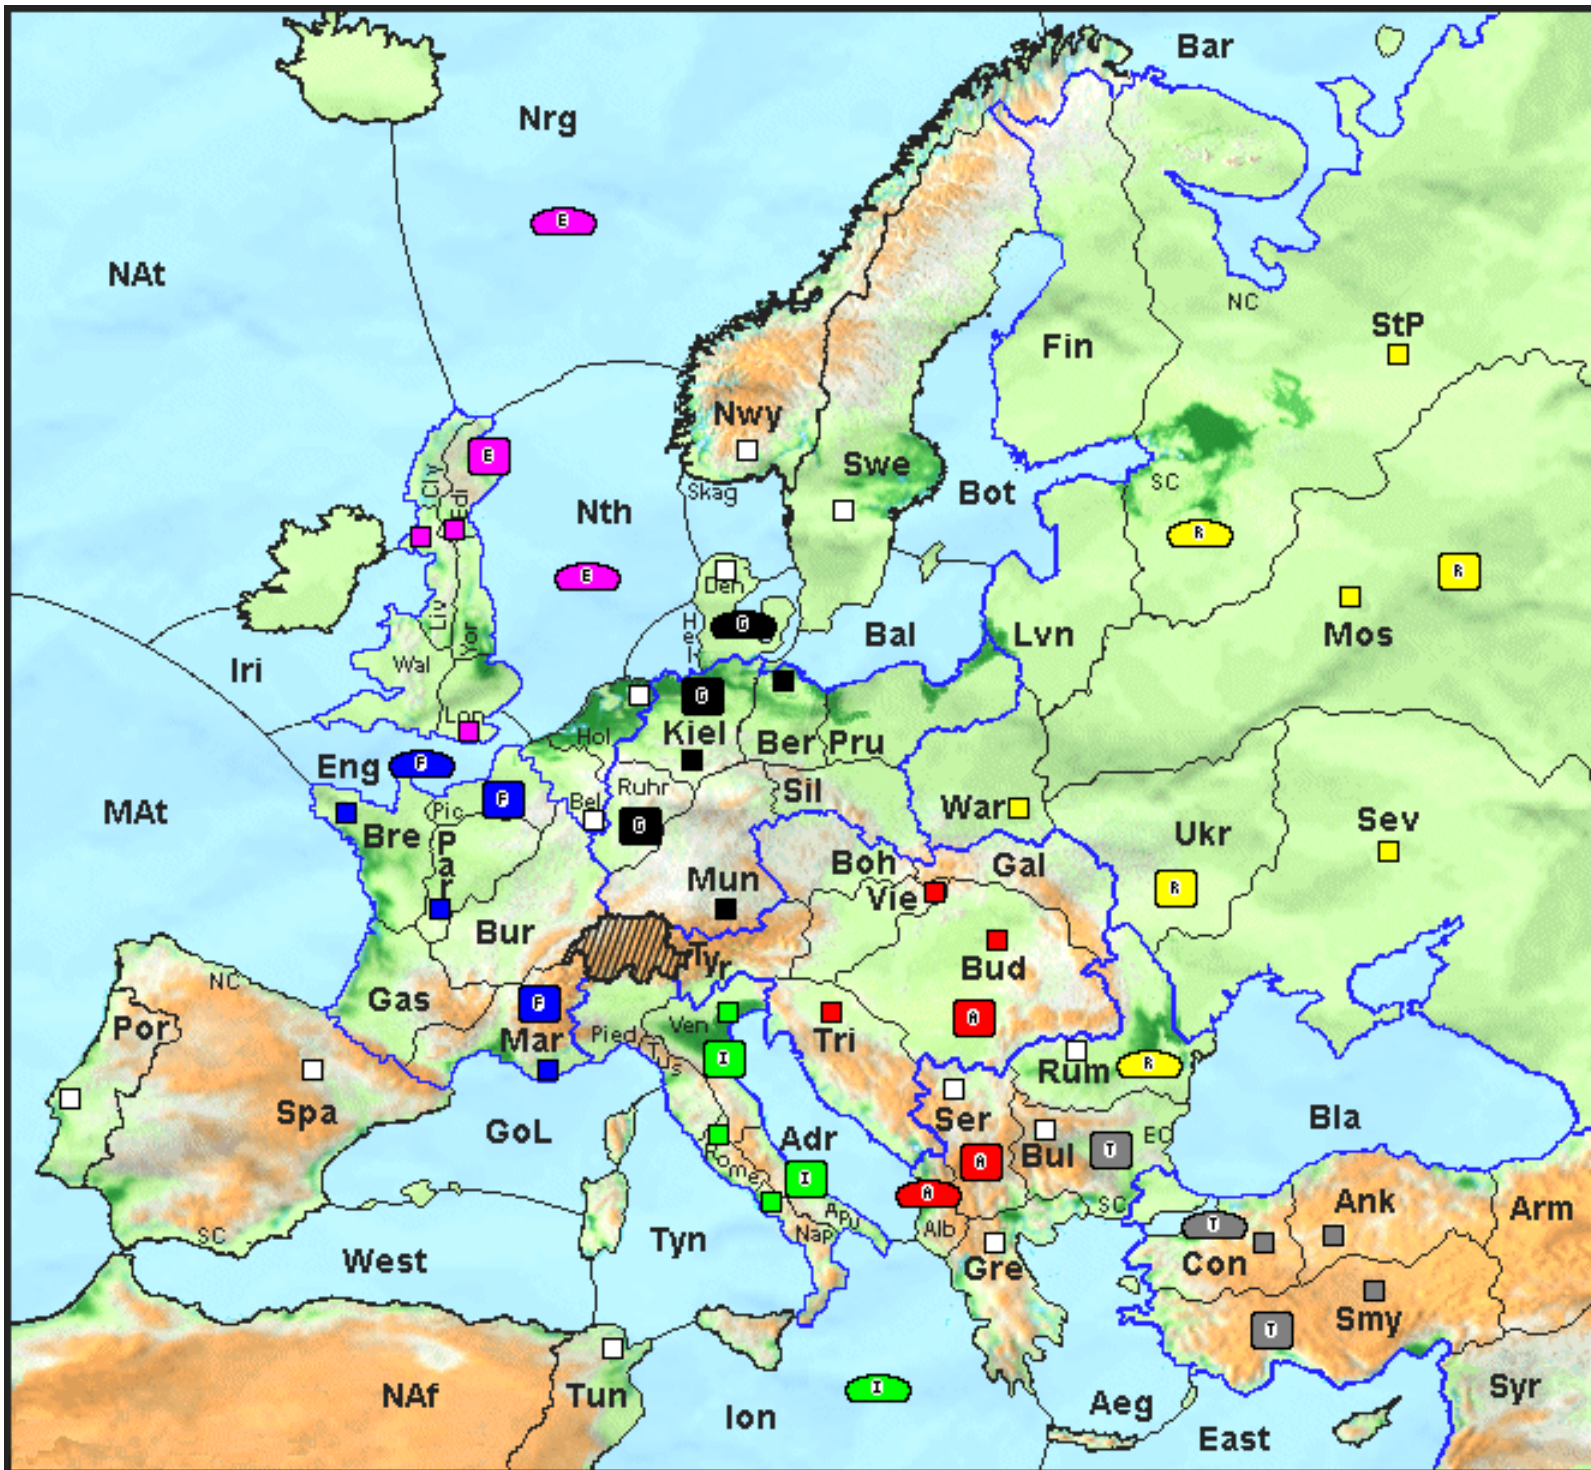 Bar
Nrg
E
NAt
NC
StP
Fin
Nwy
E
Swe
Cly
Edi
Skag
Bot
SC
Nth
R
R
E
Den
Hel
G
Liv
Yor
Bal
Lvn
Mos
Iri
Wal
G
Lon
Hol
Kiel
Ber
Pru
Eng
F
Ruhr
Sil
F
Bel
War
MAt
Pic
Bre
Par
G
Ukr
Sev
Boh
Gal
Mun
Vie
R
Bur
Tyr
Bud
NC
Gas
F
Por
Mar
Pied
Ven
Tri
A
Tus
I
Rum
R
Spa
GoL
Ser
Bla
Adr
Bul
T
EC
Rome
A
I
A
Ank
Arm
SC
Apu
Alb
SC
T
Nap
West
Tyn
Gre
Con
Smy
T
NAf
Tun
I
Ion
Aeg
Syr
East